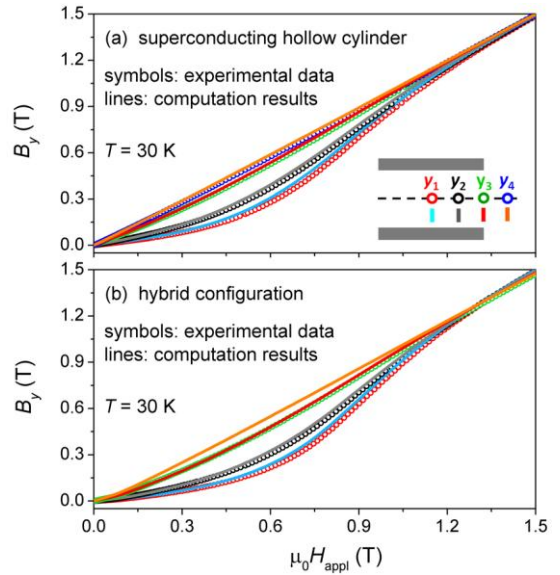 1.5
(a) superconducting hollow cylinder
1.2
symbols: experimental data
lines: computation results
0.9
B_y (T)
0.6
T = 30 K
y₁ y₂ y₃ y₄
0.3
0.0
1.5
(b) hybrid configuration
1.2
symbols: experimental data
lines: computation results
0.9
B_y (T)
0.6
T = 30 K
0.3
0.0
0.0 0.3 0.6 0.9 1.2 1.5
μ₀H_appl (T)